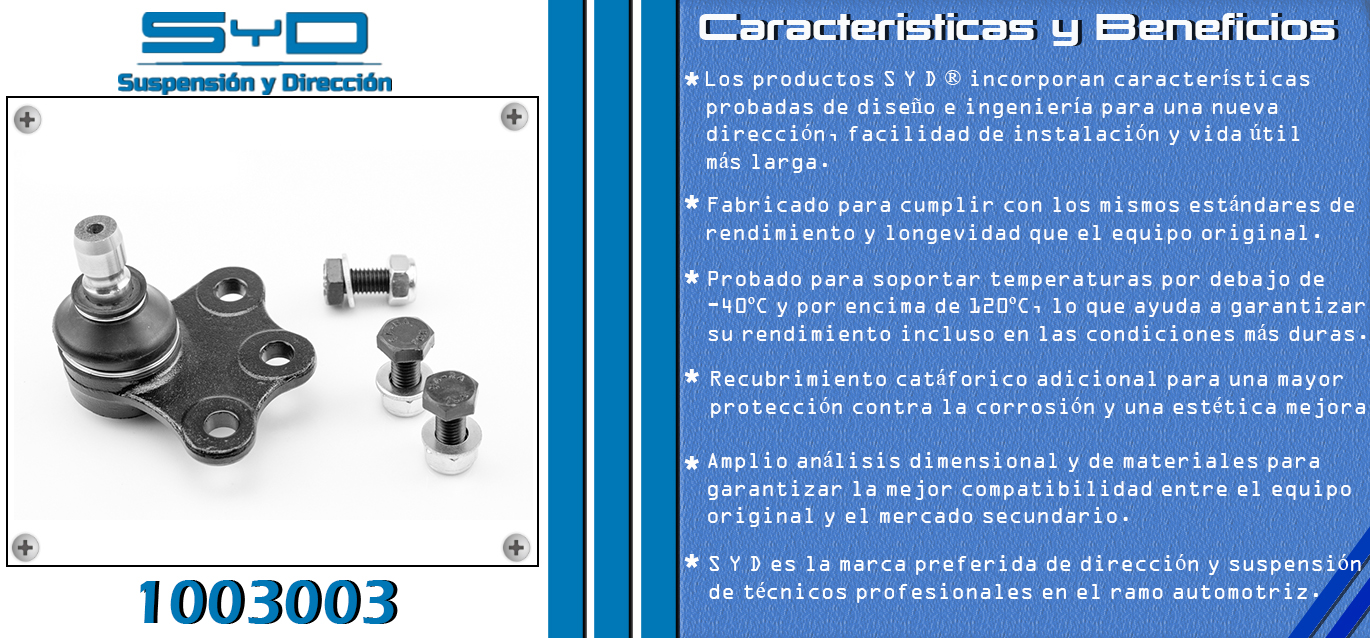 SYD
Suspensión y Dirección
1003003
Caracteristicas y Beneficios
* Los productos S Y D ® incorporan características
probadas de diseño e ingeniería para una nueva
dirección, facilidad de instalación y vida útil
más larga.
* Fabricado para cumplir con los mismos estándares de
rendimiento y longevidad que el equipo original.
* Probado para soportar temperaturas por debajo de
-40°C y por encima de 120°C, lo que ayuda a garantizar
su rendimiento incluso en las condiciones más duras.
* Recubrimiento catáforico adicional para una mayor
protección contra la corrosión y una estética mejora
* Amplio análisis dimensional y de materiales para
garantizar la mejor compatibilidad entre el equipo
original y el mercado secundario.
* S Y D es la marca preferida de dirección y suspensión
de técnicos profesionales en el ramo automotriz.